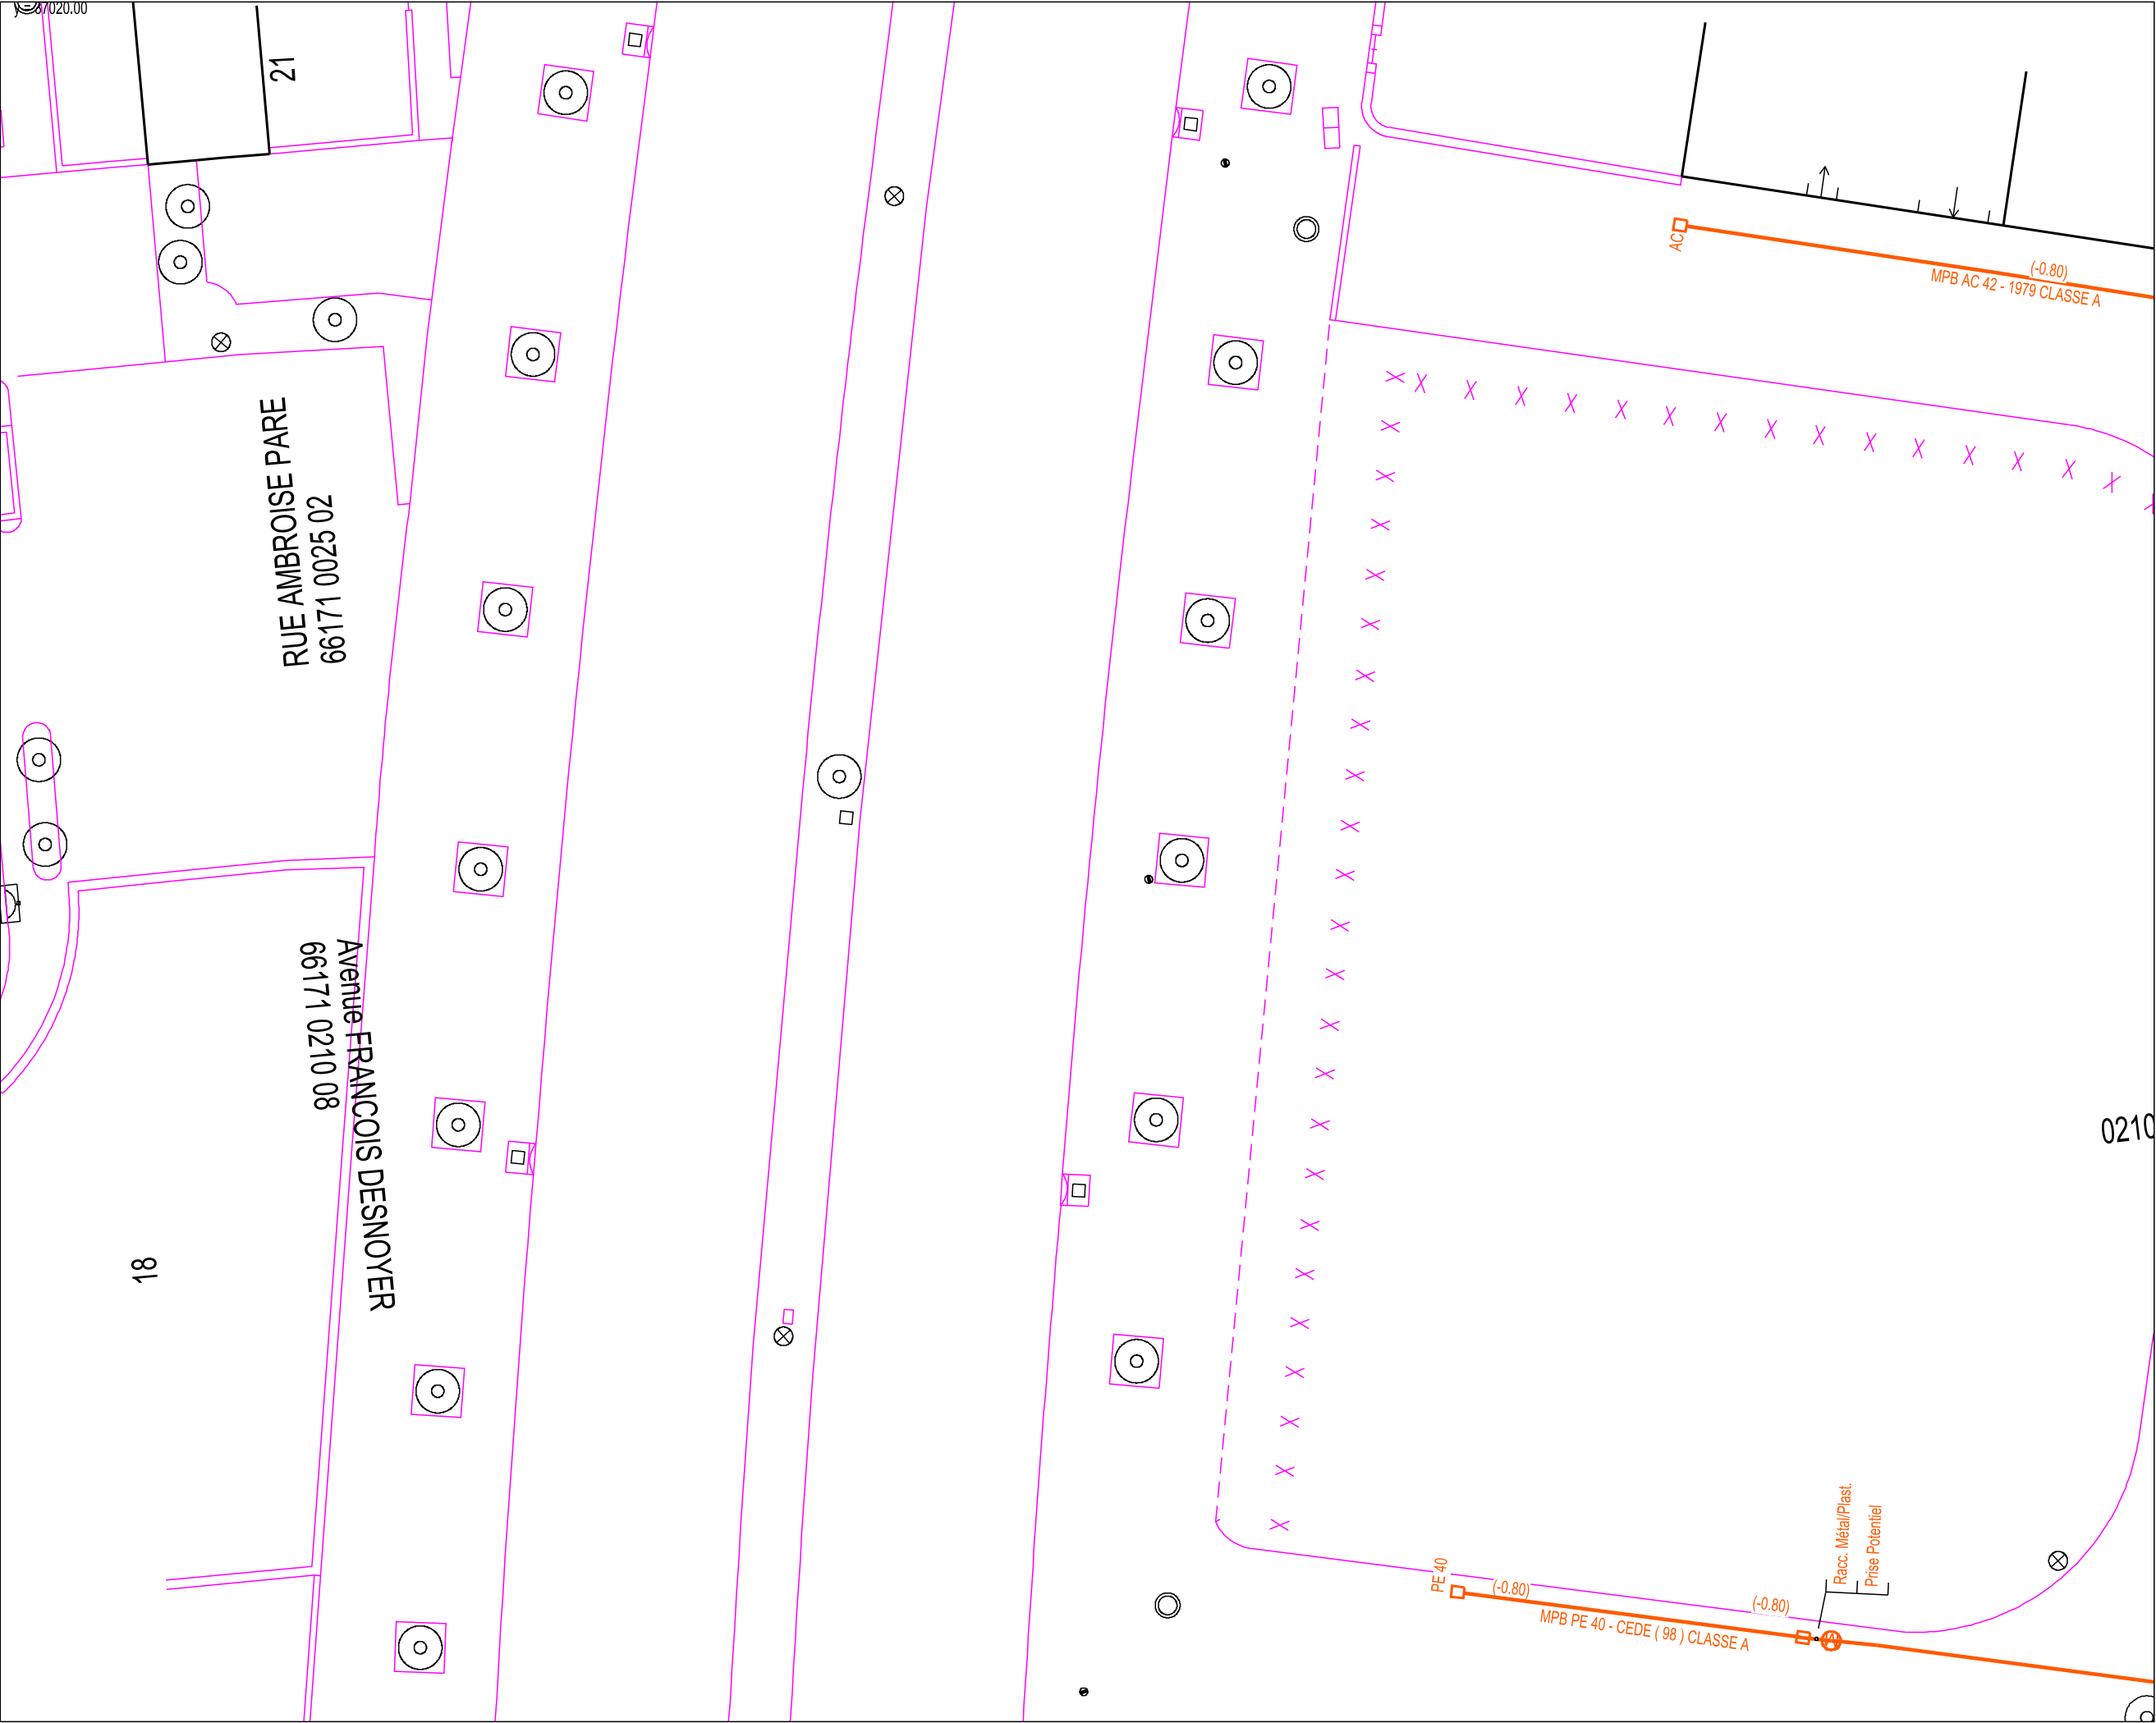 37020.00
21
AC
(-0.80)
MPB AC 42 - 1979 CLASSE A
RUE AMBROISE PARE
66171 0025 02
Avenue FRANCOIS DESNOYER
66171 0210 08
18
0210
Racc. Métal/Plast.
Prise Potentiel
PE 40
(-0.80)
(-0.80)
MPB PE 40 - CEDE ( 98 ) CLASSE A